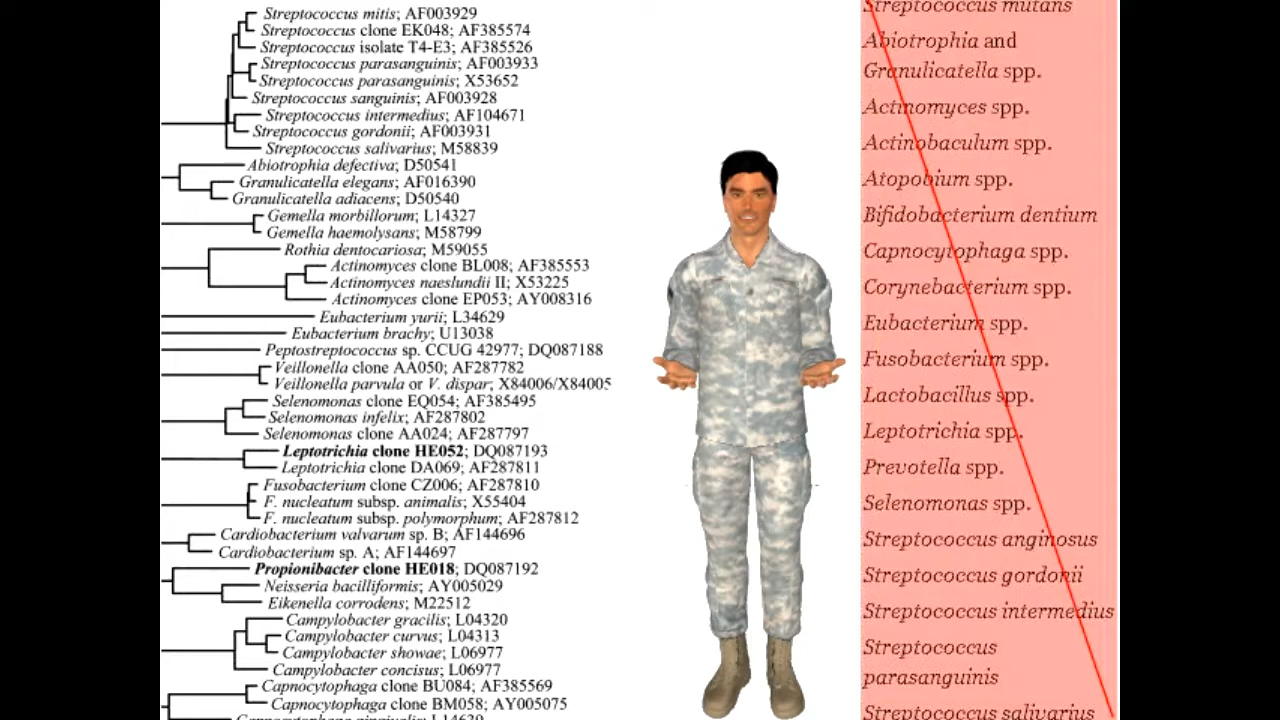 Streptococcus mitis; AF003929
Streptococcus clone EK048; AF385574
Streptococcus isolate T4-E3; AF385526
Streptococcus parasanguinis; AF003933
Streptococcus parasanguinis; X53652
Streptococcus sanguinis; AF003928
Streptococcus intermedius; AF104671
Streptococcus gordonii; AF003931
Streptococcus salivarius; M58839
Abiotrophia defectiva; D50541
Granulicatella elegans; AF016390
Granulicatella adiacens; D50540
Gemella morbillorum; L14327
Gemella haemolysans; M58799
Rothia dentocariosa; M59055
Actinomyces clone BL008; AF385553
Actinomyces naeslundii II; X53225
Actinomyces clone EP053; AY008316
Eubacterium yurii; L34629
Eubacterium brachy; U13038
Peptostreptococcus sp. CCUG 42977; DQ087188
Veillonella clone AA050; AF287782
Veillonella parvula or V. dispar; X84006/X84005
Selenomonas clone EQ054; AF385495
Selenomonas infelix; AF287802
Selenomonas clone AA024; AF287797
Leptotrichia clone HE052; DQ087193
Leptotrichia clone DA069; AF287811
Fusobacterium clone CZ006; AF287810
F. nucleatum subsp. animalis; X55404
F. nucleatum subsp. polymorphum; AF287812
Cardiobacterium valvarum sp. B; AF144696
Cardiobacterium sp. A; AF144697
Propionibacter clone HE018; DQ087192
Neisseria bacilliformis; AY005029
Eikenella corrodens; M22512
Campylobacter gracilis; L04320
Campylobacter curvus; L04313
Campylobacter showae; L06977
Campylobacter concisus; L06977
Capnocytophaga clone BU084; AF385569
Capnocytophaga clone BM058; AY005075
Capnocytophaga gingivalis; L14639
Streptococcus mutans
Abiotrophia and
Granulicatella spp.
Actinomyces spp.
Actinobaculum spp.
Atopobium spp.
Bifidobacterium dentium
Capnocytophaga spp.
Corynebacterium spp.
Eubacterium spp.
Fusobacterium spp.
Lactobacillus spp.
Leptotrichia spp.
Prevotella spp.
Selenomonas spp.
Streptococcus anginosus
Streptococcus gordonii
Streptococcus intermedius
Streptococcus
parasanguinis
Streptococcus salivarius